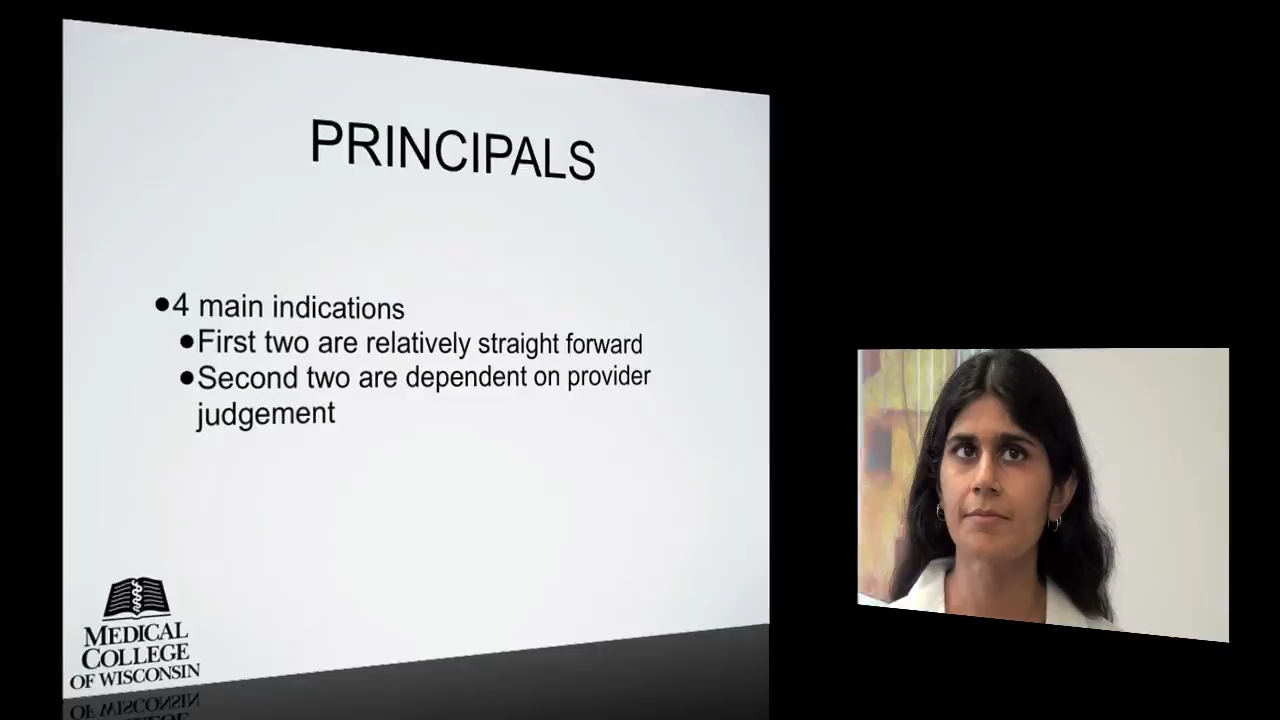 PRINCIPALS
●4 main indications
●First two are relatively straight forward
●Second two are dependent on provider
judgement
MEDICAL
COLLEGE
OF WISCONSIN